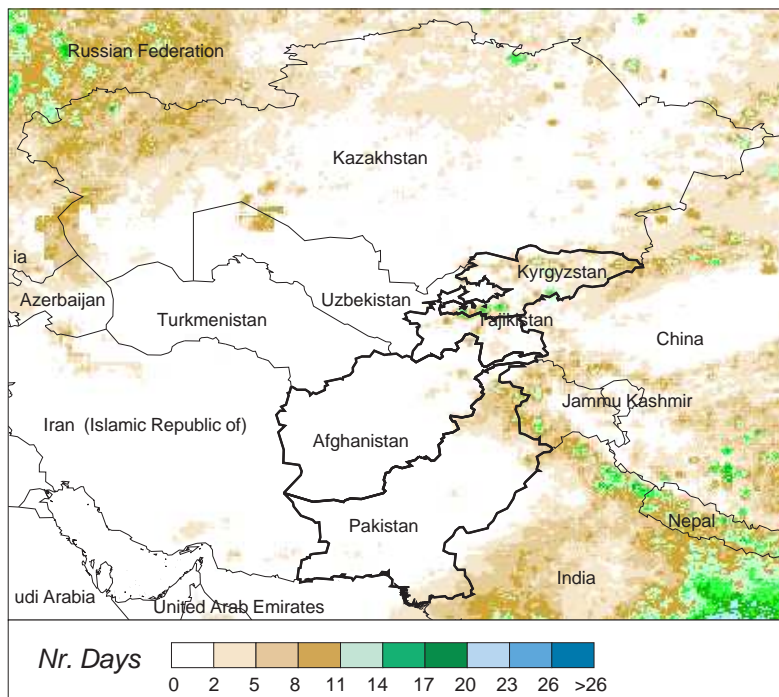 Russian Federation
Kazakhstan
ia
Kyrgyzstan
Azerbaijan
Uzbekistan
Turkmenistan
Tajikistan
China
Jammu Kashmir
Iran (Islamic Republic of)
Afghanistan
Pakistan
Nepal
India
udi Arabia
United Arab Emirates
Nr. Days
0 2 5 8 11 14 17 20 23 26 >26